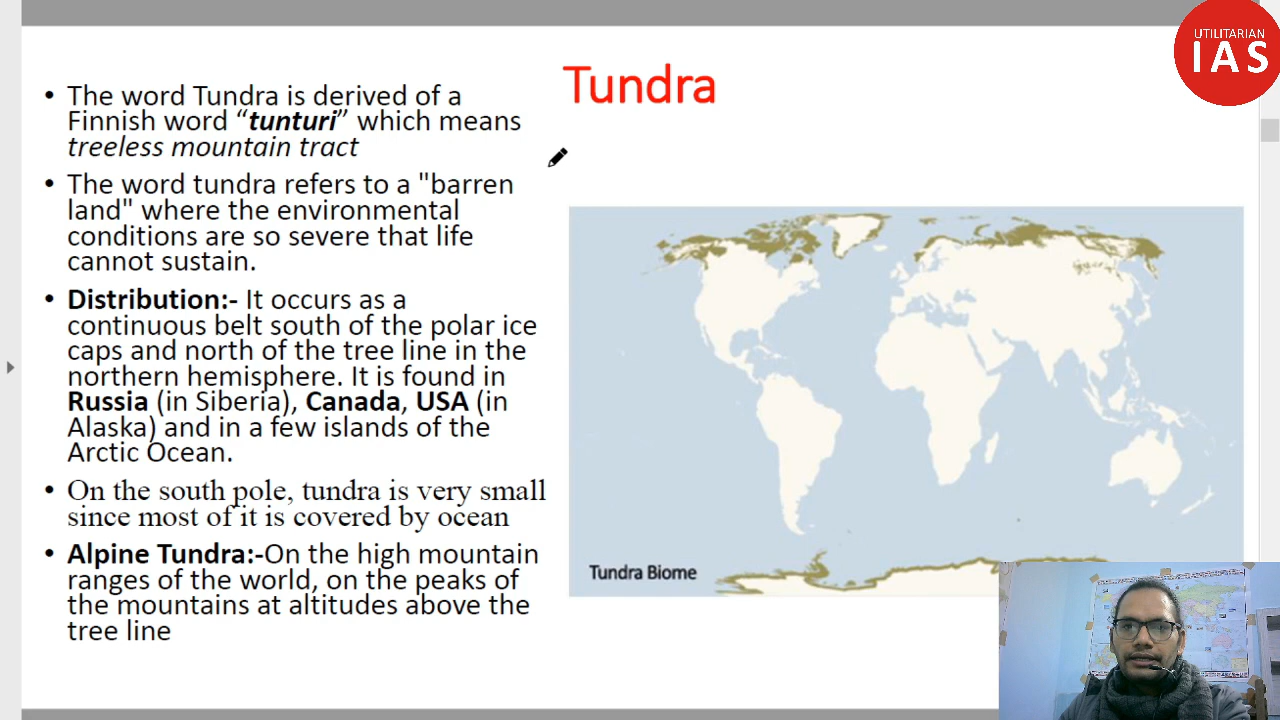 UTILITARIAN
IAS
Tundra
• The word Tundra is derived of a
Finnish word “tunturi” which means
treeless mountain tract
• The word tundra refers to a "barren
land" where the environmental
conditions are so severe that life
cannot sustain.
• Distribution:- It occurs as a
continuous belt south of the polar ice
caps and north of the tree line in the
northern hemisphere. It is found in
Russia (in Siberia), Canada, USA (in
Alaska) and in a few islands of the
Arctic Ocean.
• On the south pole, tundra is very small
since most of it is covered by ocean
• Alpine Tundra:-On the high mountain
ranges of the world, on the peaks of
the mountains at altitudes above the
tree line
Tundra Biome